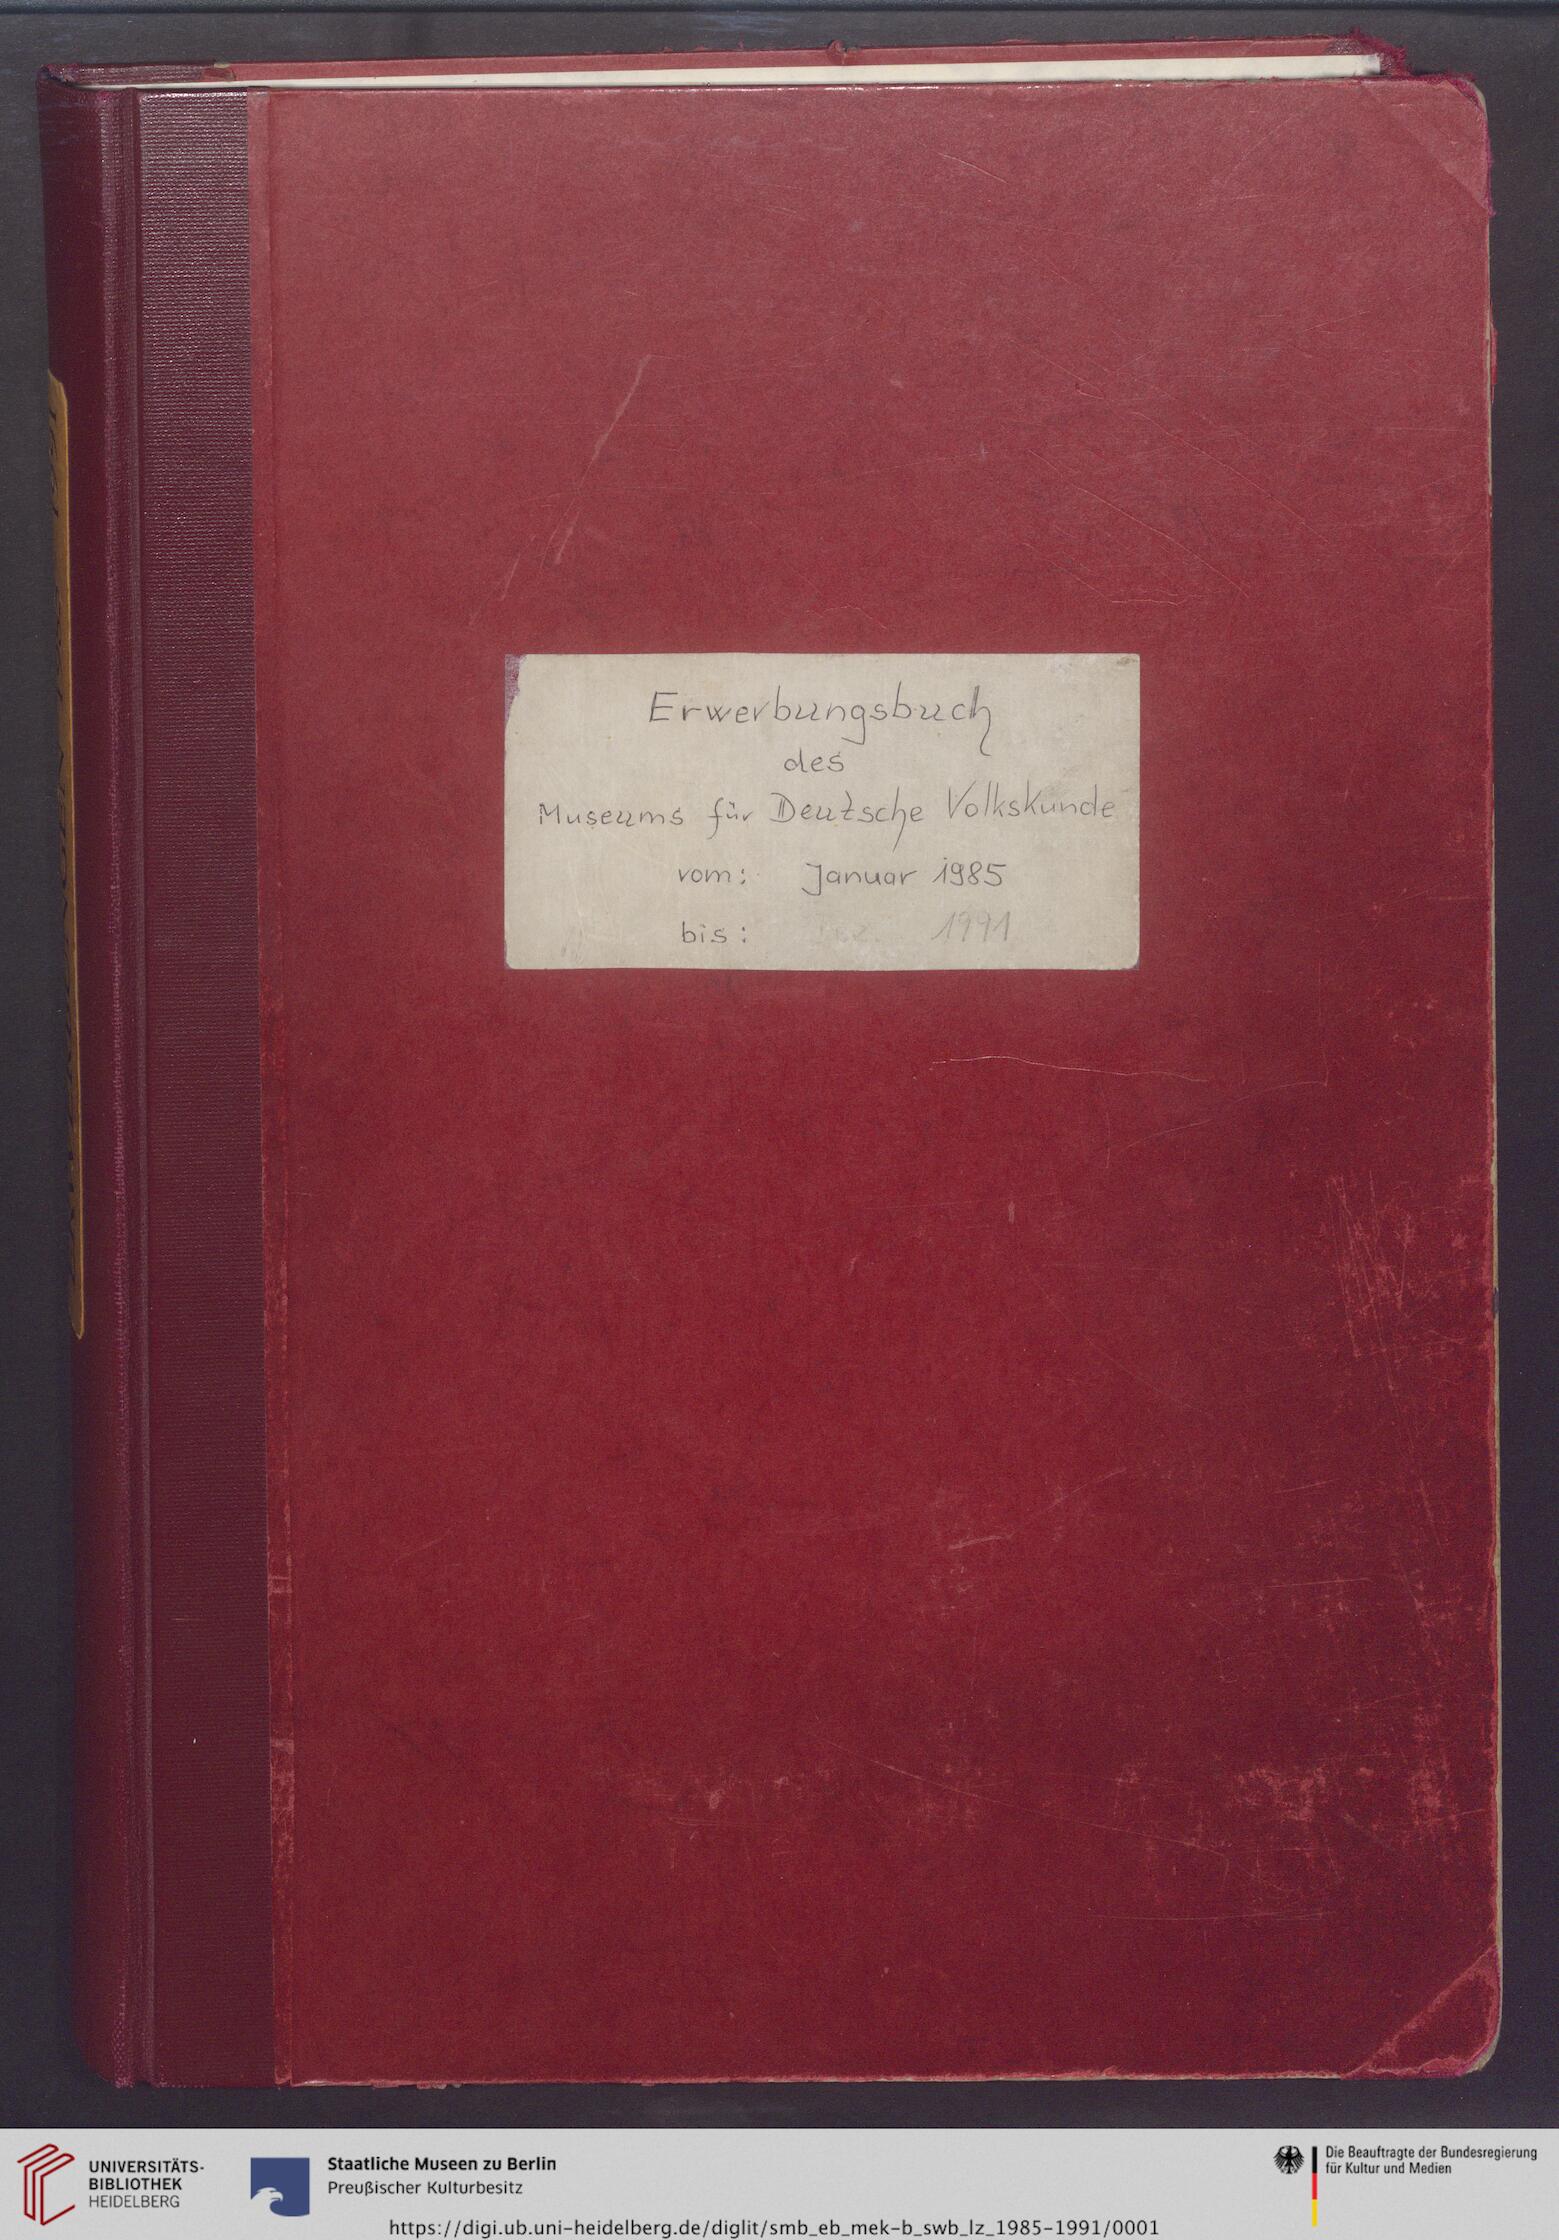 Erwerbungsbuch
des
Museums für Deutsche Volkskunde
vom: Januar 1985
bis: 1991
UNIVERSITÄTS-
BIBLIOTHEK
HEIDELBERG
Staatliche Museen zu Berlin
Preußischer Kulturbesitz
Die Beauftragte der Bundesregierung
für Kultur und Medien
https://digi.ub.uni-heidelberg.de/diglit/smb_eb_mek-b_swb_lz_1985-1991/0001